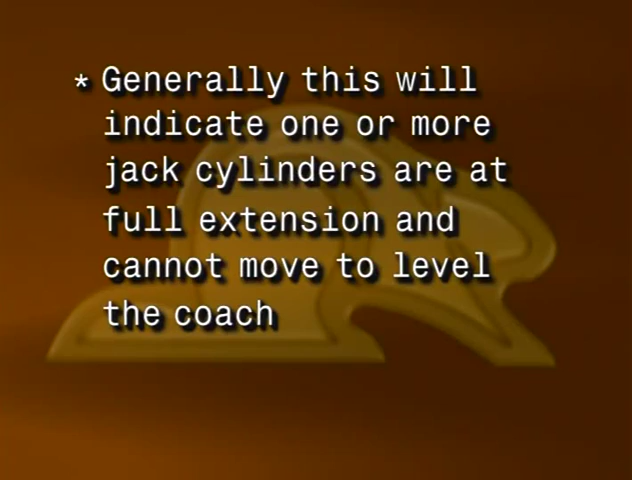 * Generally this will
indicate one or more
jack cylinders are at
full extension and
cannot move to level
the coach